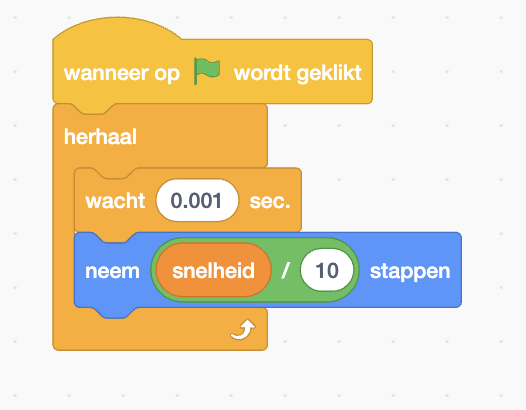 wanneer op wordt geklikt
herhaal
wacht 0.001 sec.
neem snelheid / 10 stappen